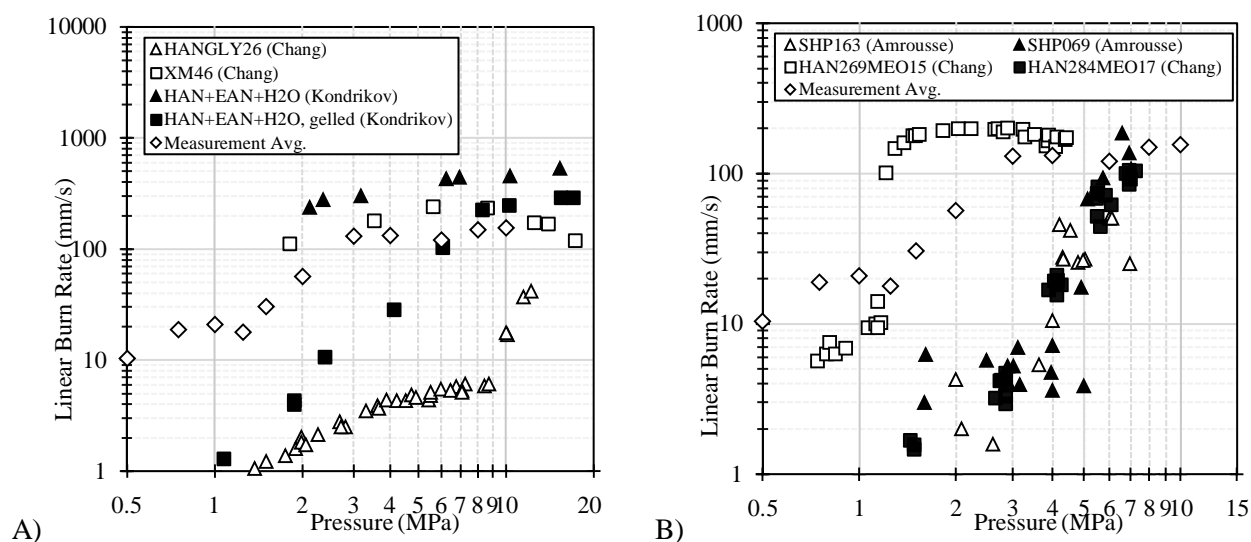 10000
1000
100
10
1
Linear Burn Rate (mm/s)
HANGLY26 (Chang)
XM46 (Chang)
HAN+EAN+H2O (Kondrikov)
HAN+EAN+H2O, gelled (Kondrikov)
Measurement Avg.
0.5 1 2 3 4 5 6 7 8 9 10 20
Pressure (MPa)
A)
1000
100
10
1
Linear Burn Rate (mm/s)
SHP163 (Amrousse) SHP069 (Amrousse)
HAN269MEO15 (Chang) HAN284MEO17 (Chang)
Measurement Avg.
0.5 1 2 3 4 5 6 7 8 9 10 15
Pressure (MPa)
B)